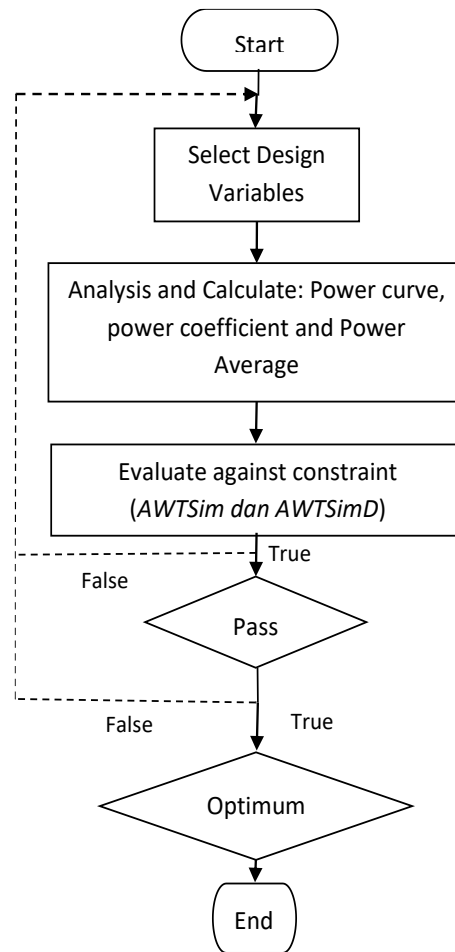 Start
Select Design
Variables
Analysis and Calculate: Power curve,
power coefficient and Power
Average
Evaluate against constraint
(AWTSim dan AWTSimD)
True
False
Pass
False
True
Optimum
End